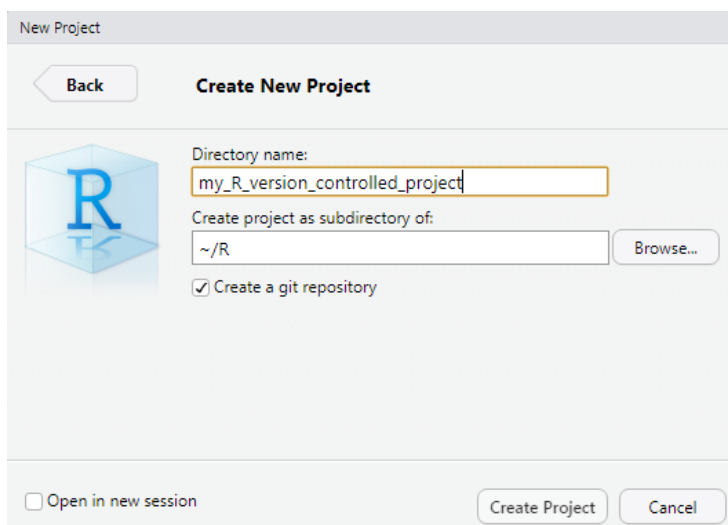 New Project
Back
Create New Project
R
Directory name:
my_R_version_controlled_project
Create project as subdirectory of:
~/R
Browse...
Create a git repository
Open in new session
Create Project
Cancel